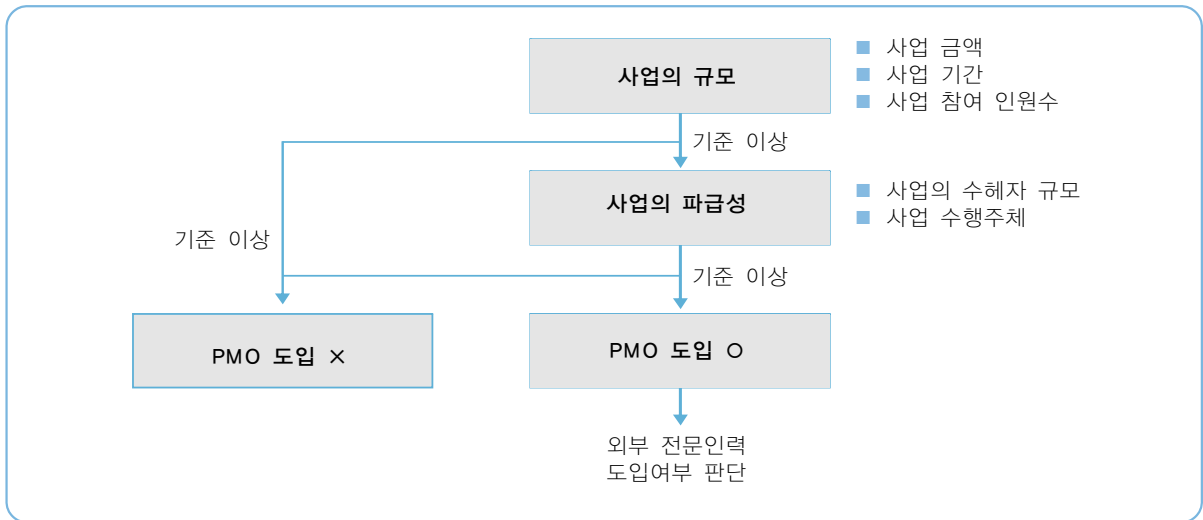 사업의 규모
■ 사업 금액
■ 사업 기간
■ 사업 참여 인원수
기준 이상
사업의 파급성
■ 사업의 수혜자 규모
■ 사업 수행주체
기준 이상
기준 이상
PMO 도입 ×
PMO 도입 ○
외부 전문인력
도입여부 판단